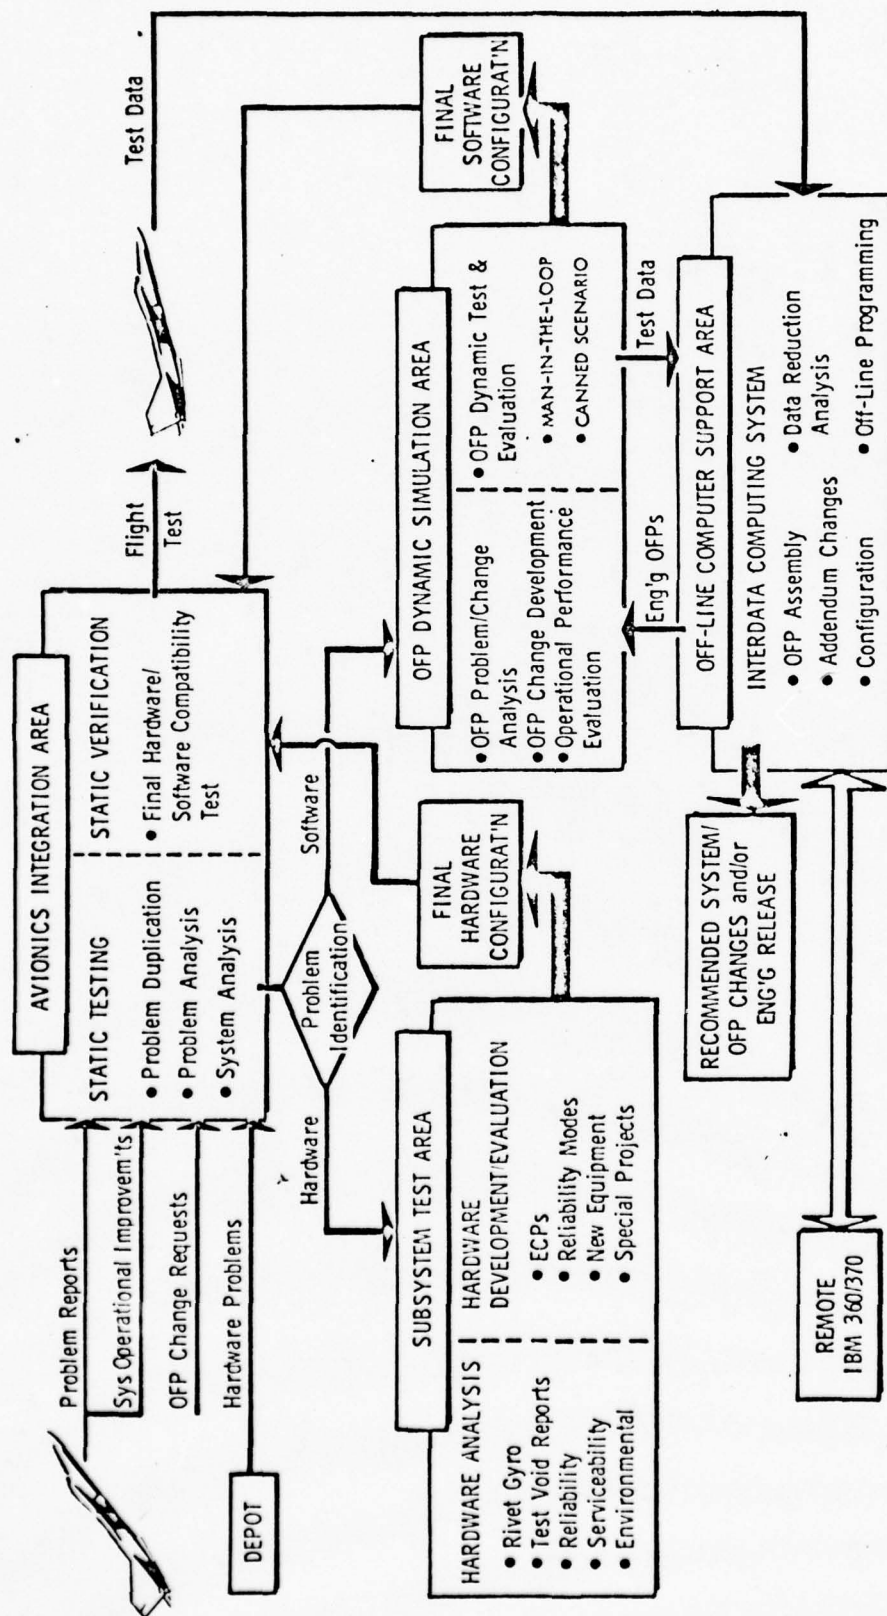 Problem Reports
Sys Operational Improvem'ts
OFP Change Requests
Hardware Problems
DEPOT
AVIONICS INTEGRATION AREA
STATIC TESTING
• Problem Duplication
• Problem Analysis
• System Analysis
STATIC VERIFICATION
• Final Hardware/
Software Compatibility
Test
Flight
Test
Test Data
Problem
Identification
Hardware
Software
SUBSYSTEM TEST AREA
HARDWARE ANALYSIS
• Rivet Gyro
• Test Void Reports
• Reliability
• Serviceability
• Environmental
HARDWARE
DEVELOPMENT/EVALUATION
• ECPs
• Reliability Modes
• New Equipment
• Special Projects
FINAL
HARDWARE
CONFIGURAT'N
OFP DYNAMIC SIMULATION AREA
• OFP Problem/Change
Analysis
• OFP Change Development
• Operational Performance
Evaluation
• OFP Dynamic Test &
Evaluation
• MAN-IN-THE-LOOP
• CANNED SCENARIO
FINAL
SOFTWARE
CONFIGURAT'N
Eng'g OFPs
Test Data
OFF-LINE COMPUTER SUPPORT AREA
INTERDATA COMPUTING SYSTEM
• OFP Assembly
• Addendum Changes
• Configuration
• Data Reduction
Analysis
• Off-Line Programming
RECOMMENDED SYSTEM/
OFP CHANGES and/or
ENG'G RELEASE
REMOTE
IBM 360/370